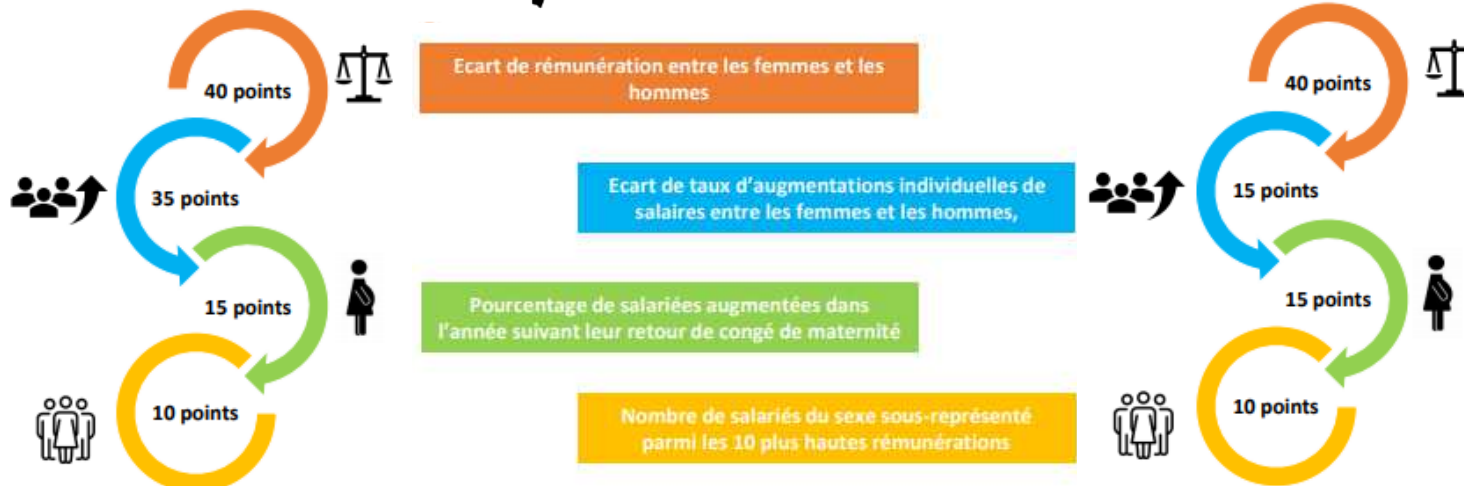 40 points
Ecart de rémunération entre les femmes et les
hommes
40 points
35 points
Ecart de taux d'augmentations individuelles de
salaires entre les femmes et les hommes,
15 points
15 points
Pourcentage de salariées augmentées dans
l'année suivant leur retour de congé de maternité
15 points
10 points
Nombre de salariés du sexe sous-représenté
parmi les 10 plus hautes rémunérations
10 points